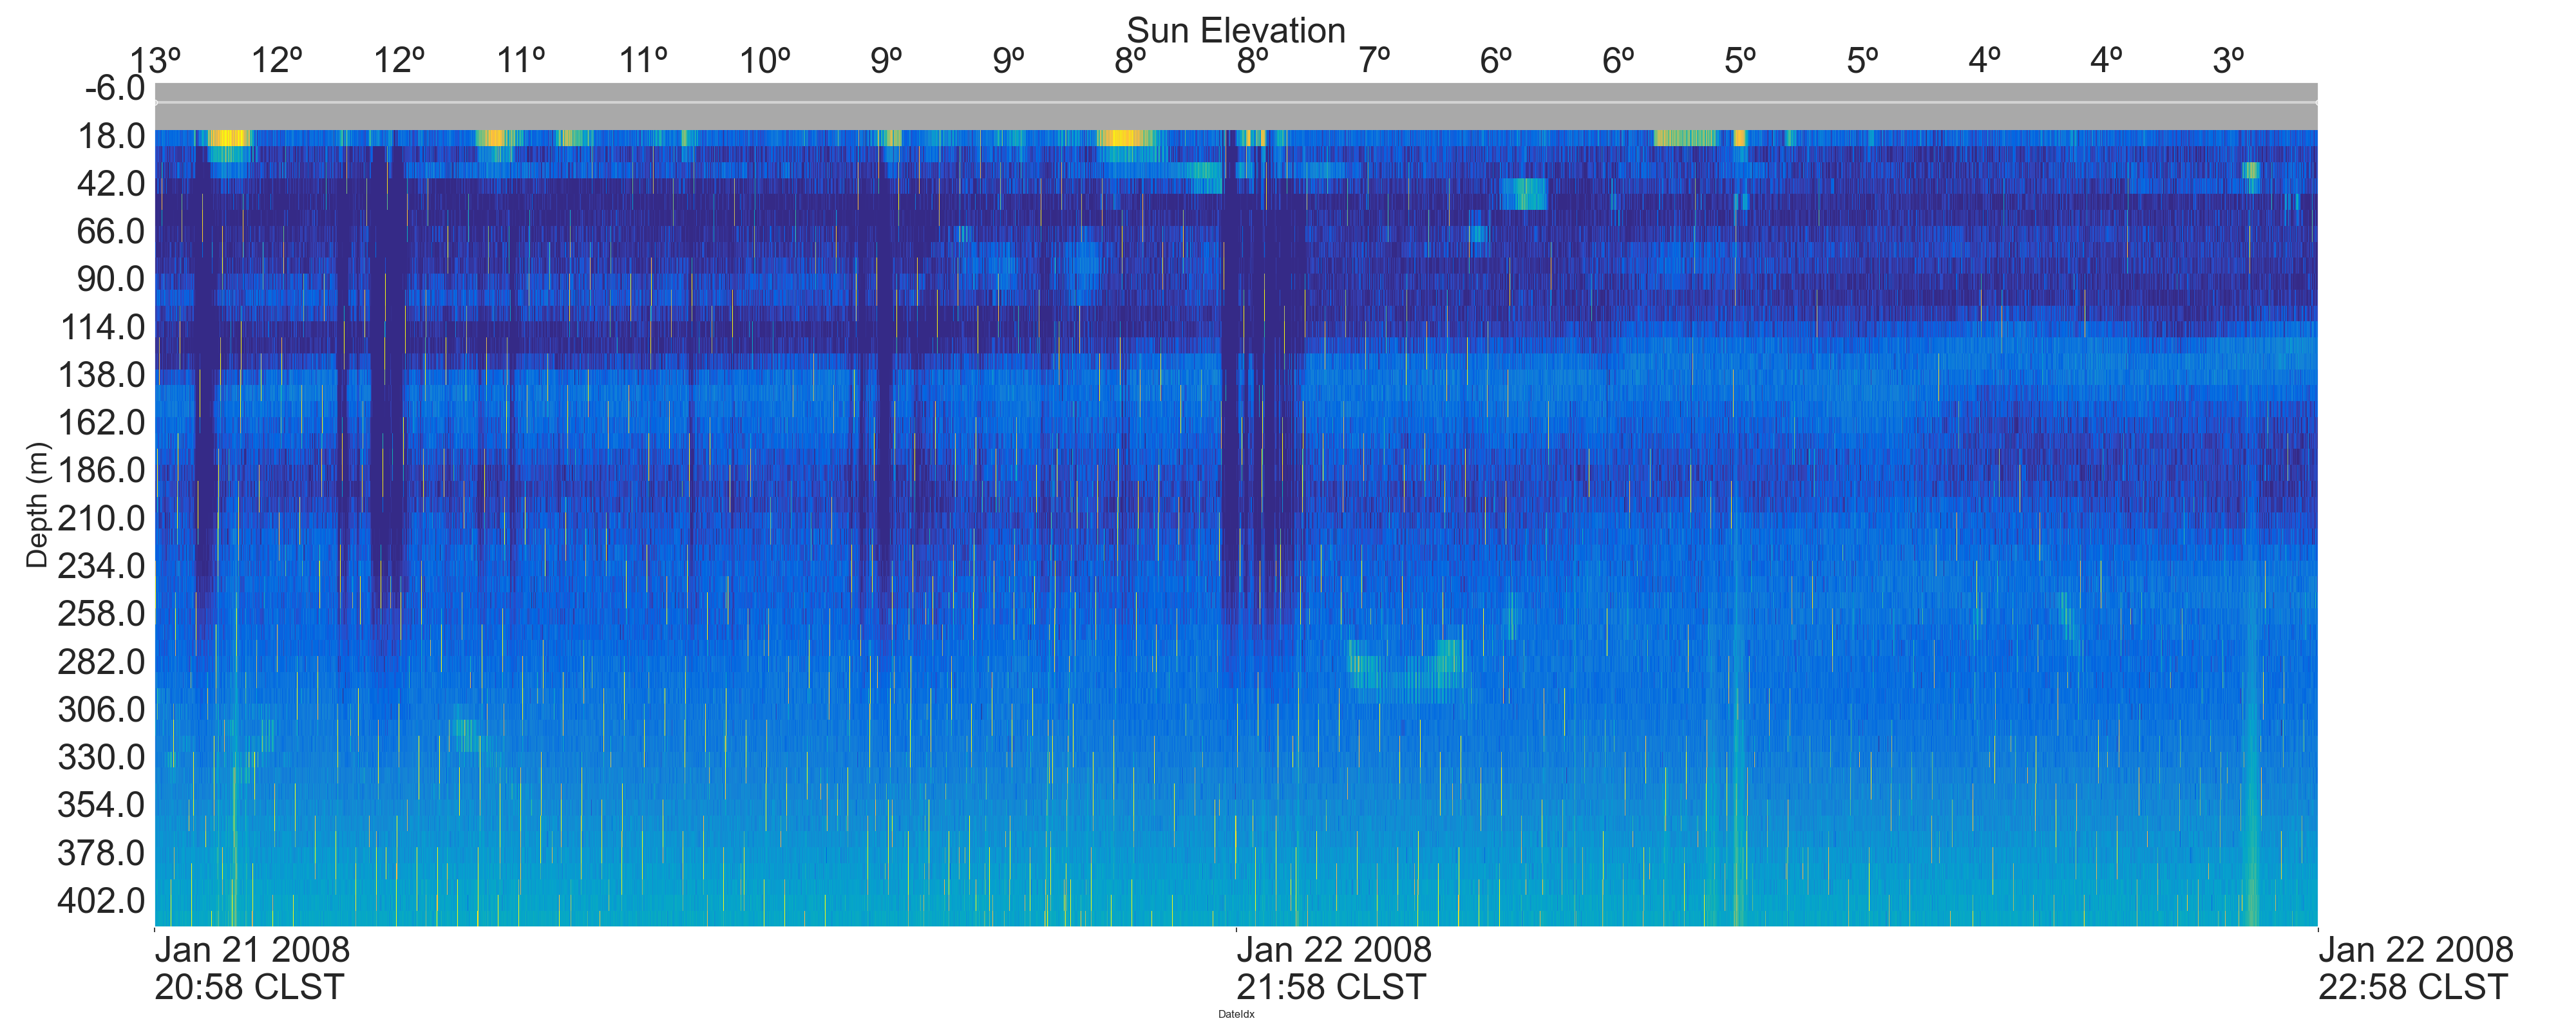 Sun Elevation
13º 12º 12º 11º 11º 10º 9º 9º 8º 8º 7º 6º 6º 5º 5º 4º 4º 3º
-6.0
18.0
42.0
66.0
90.0
114.0
138.0
162.0
186.0
210.0
234.0
258.0
282.0
306.0
330.0
354.0
378.0
402.0
Depth (m)
Jan 21 2008
20:58 CLST
Jan 22 2008
21:58 CLST
Jan 22 2008
22:58 CLST
DateIdx